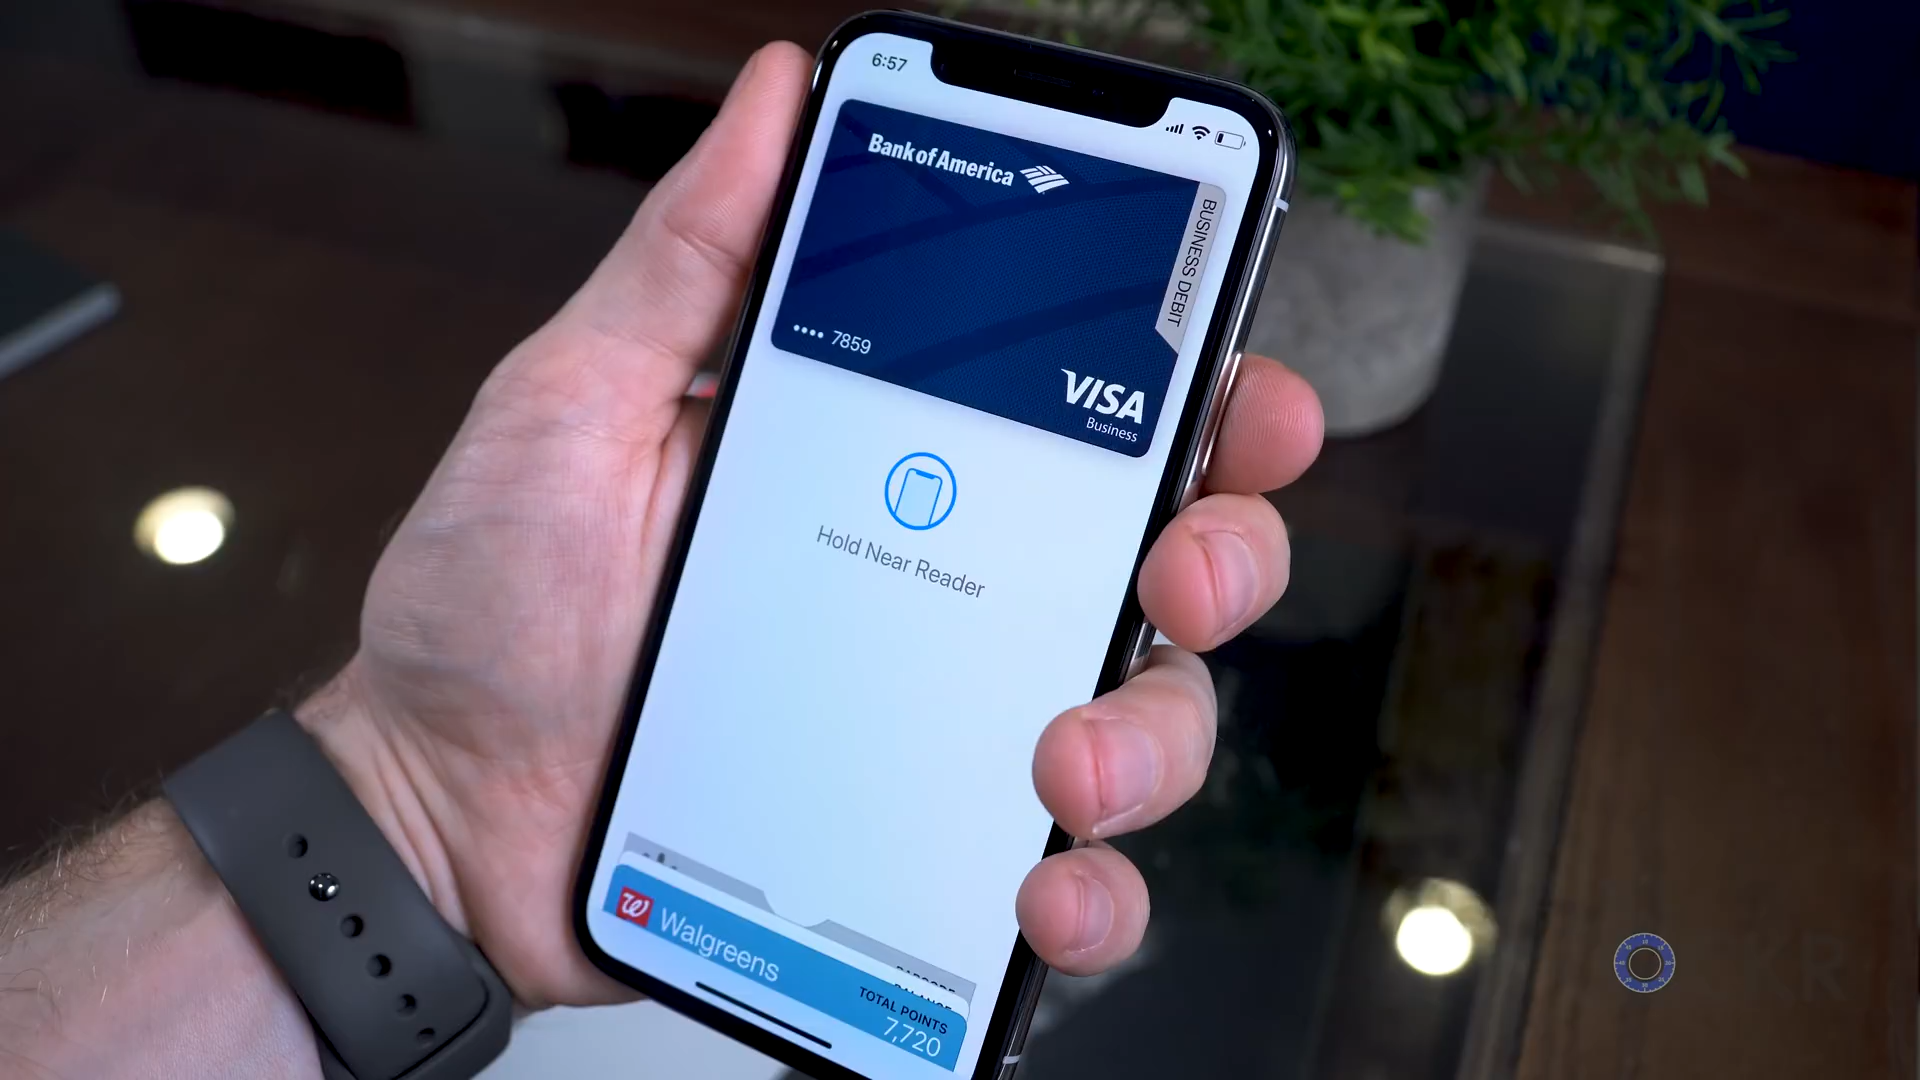 6:57
Bank of America
BUSINESS DEBIT
•••• 7859
VISA
Business
Hold Near Reader
Walgreens
TOTAL POINTS
7,720